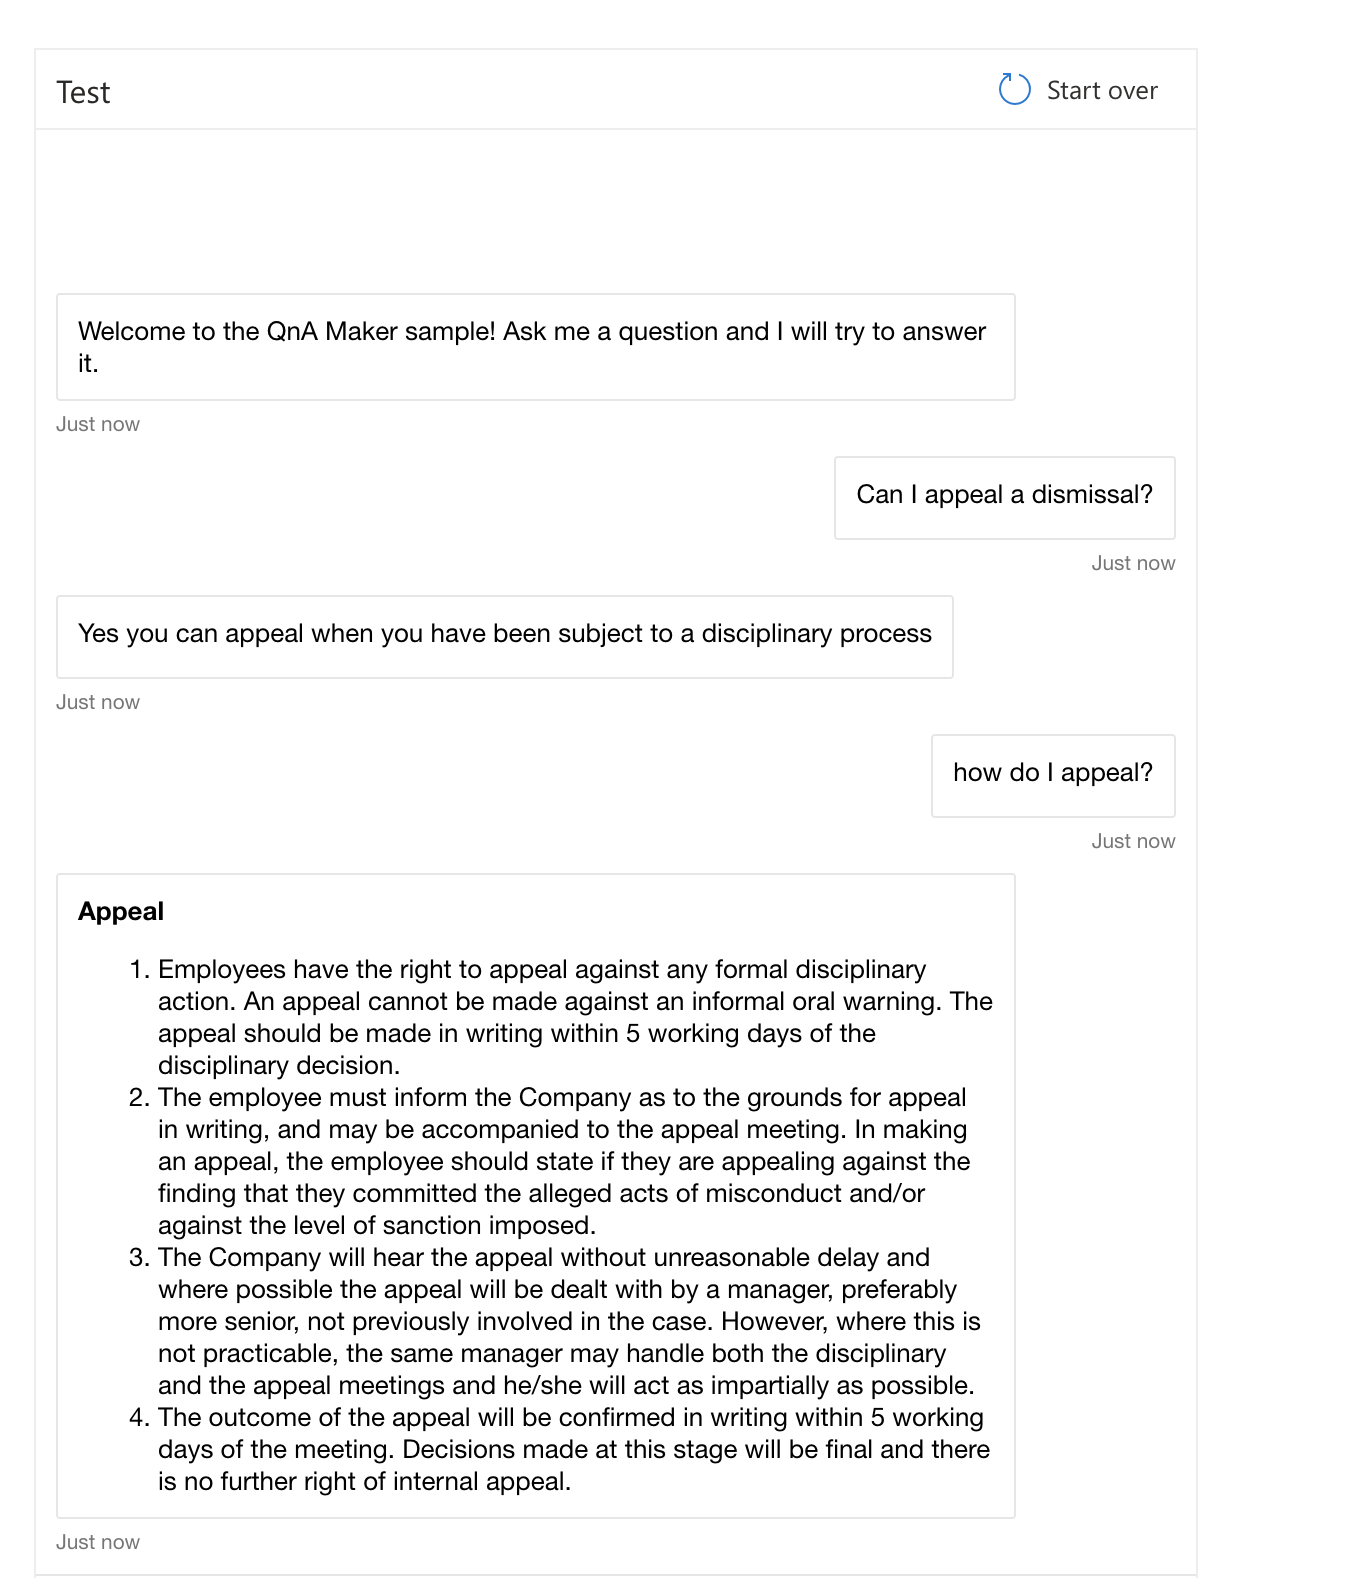 Test
Start over
Welcome to the QnA Maker sample! Ask me a question and I will try to answer
it.
Just now
Can I appeal a dismissal?
Just now
Yes you can appeal when you have been subject to a disciplinary process
Just now
how do I appeal?
Just now
Appeal
1. Employees have the right to appeal against any formal disciplinary
action. An appeal cannot be made against an informal oral warning. The
appeal should be made in writing within 5 working days of the
disciplinary decision.
2. The employee must inform the Company as to the grounds for appeal
in writing, and may be accompanied to the appeal meeting. In making
an appeal, the employee should state if they are appealing against the
finding that they committed the alleged acts of misconduct and/or
against the level of sanction imposed.
3. The Company will hear the appeal without unreasonable delay and
where possible the appeal will be dealt with by a manager, preferably
more senior, not previously involved in the case. However, where this is
not practicable, the same manager may handle both the disciplinary
and the appeal meetings and he/she will act as impartially as possible.
4. The outcome of the appeal will be confirmed in writing within 5 working
days of the meeting. Decisions made at this stage will be final and there
is no further right of internal appeal.
Just now